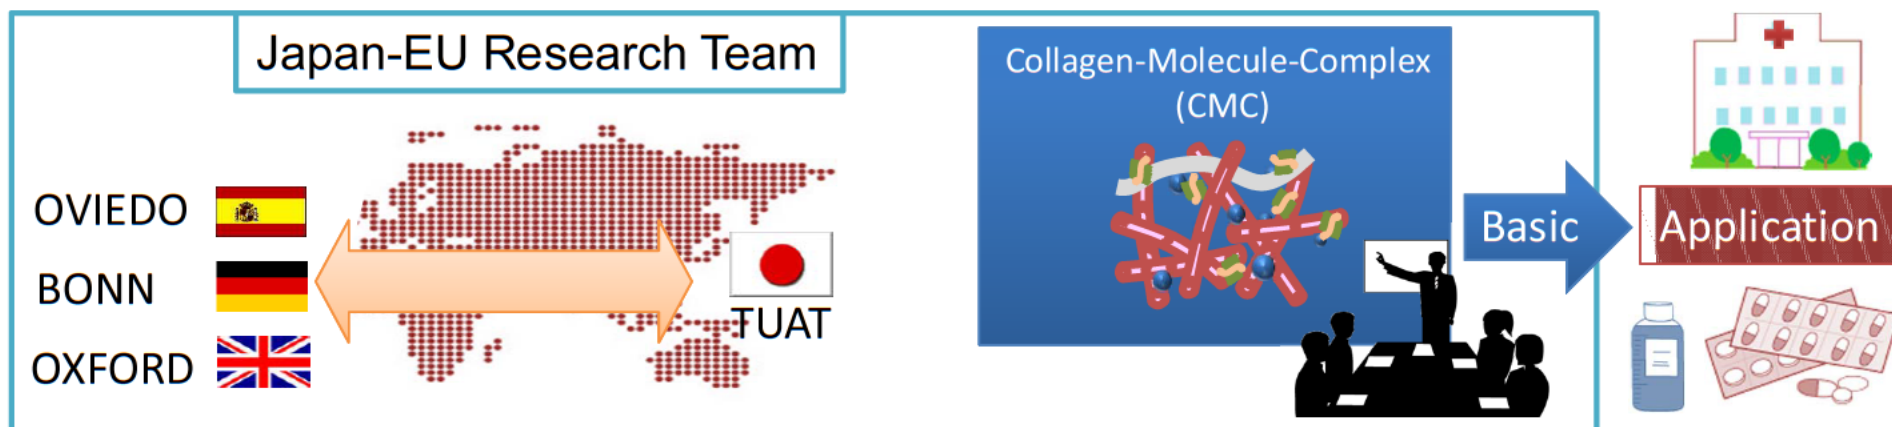 Japan-EU Research Team
OVIEDO
BONN
OXFORD
TUAT
Collagen-Molecule-Complex
(CMC)
Basic
Application